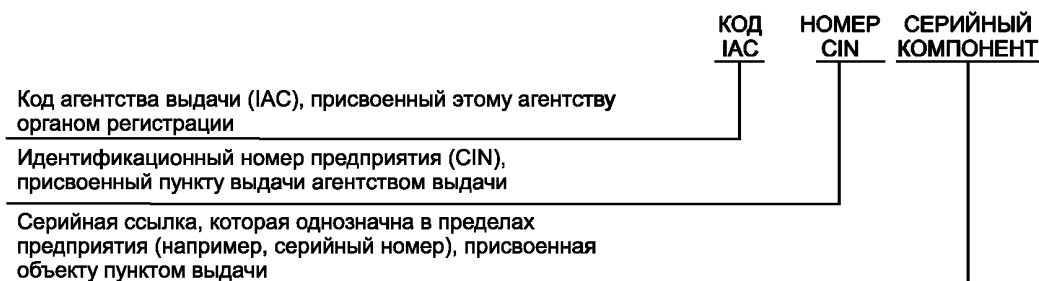 КОД НОМЕР СЕРИЙНЫЙ
IAC CIN КОМПОНЕНТ
Код агентства выдачи (IAC), присвоенный этому агентству
органом регистрации
Идентификационный номер предприятия (CIN),
присвоенный пункту выдачи агентством выдачи
Серийная ссылка, которая однозначна в пределах
предприятия (например, серийный номер), присвоенная
объекту пунктом выдачи